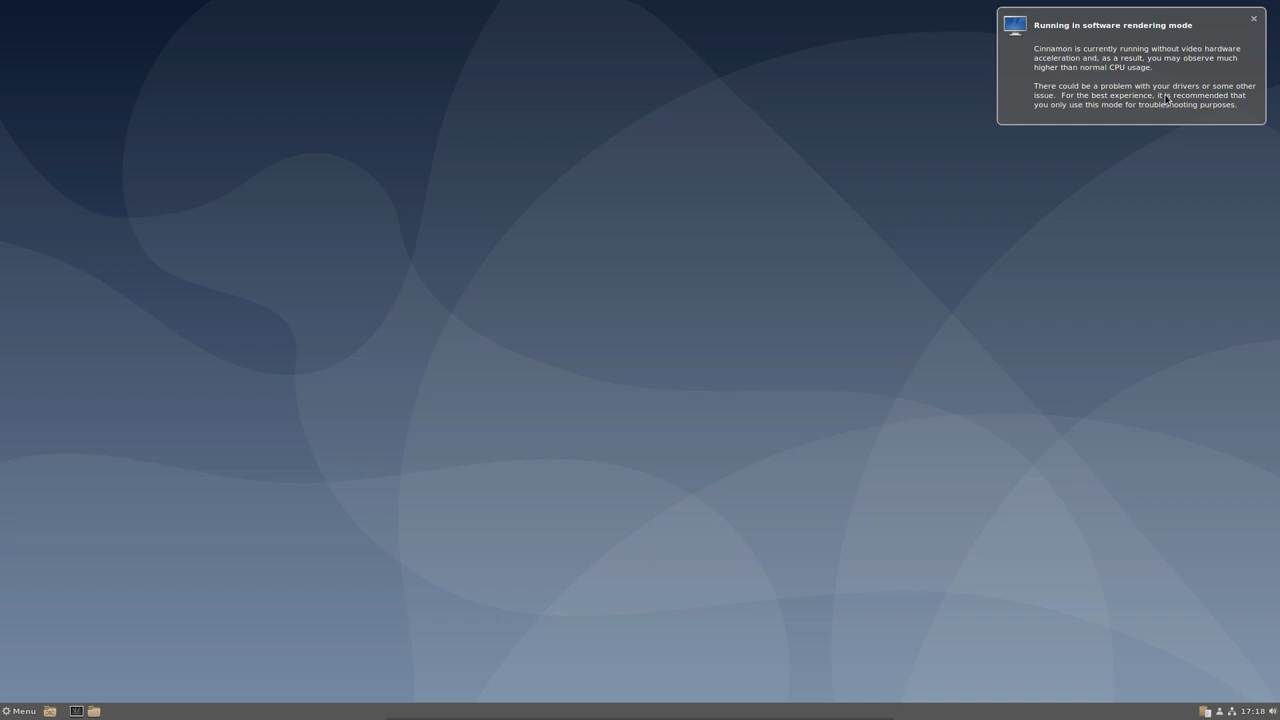 Running in software rendering mode
Cinnamon is currently running without video hardware
acceleration and, as a result, you may observe much
higher than normal CPU usage.
There could be a problem with your drivers or some other
issue.  For the best experience, it is recommended that
you only use this mode for troubleshooting purposes.
Menu
17:18